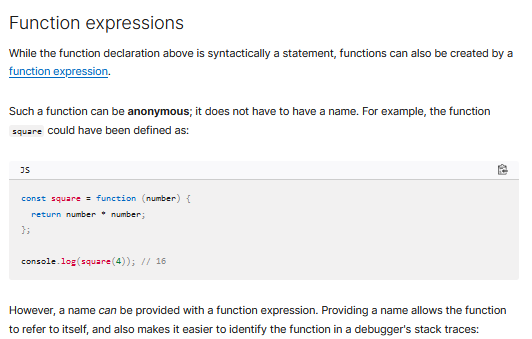 Function expressions
While the function declaration above is syntactically a statement, functions can also be created by a
function expression.
Such a function can be anonymous; it does not have to have a name. For example, the function
square could have been defined as:
JS
const square = function (number) {
  return number * number;
};
console.log(square(4)); // 16
However, a name can be provided with a function expression. Providing a name allows the function
to refer to itself, and also makes it easier to identify the function in a debugger's stack traces: